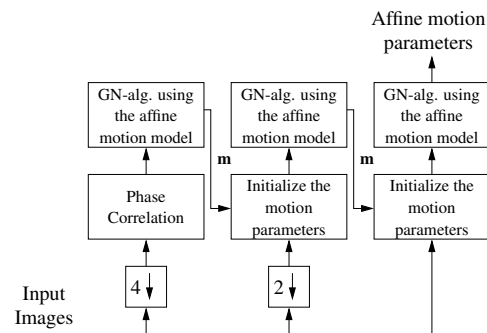 Affine motion
parameters
GN-alg. using
the affine
motion model
GN-alg. using
the affine
motion model
GN-alg. using
the affine
motion model
m
m
Phase
Correlation
Initialize the
motion
parameters
Initialize the
motion
parameters
4
2
Input
Images